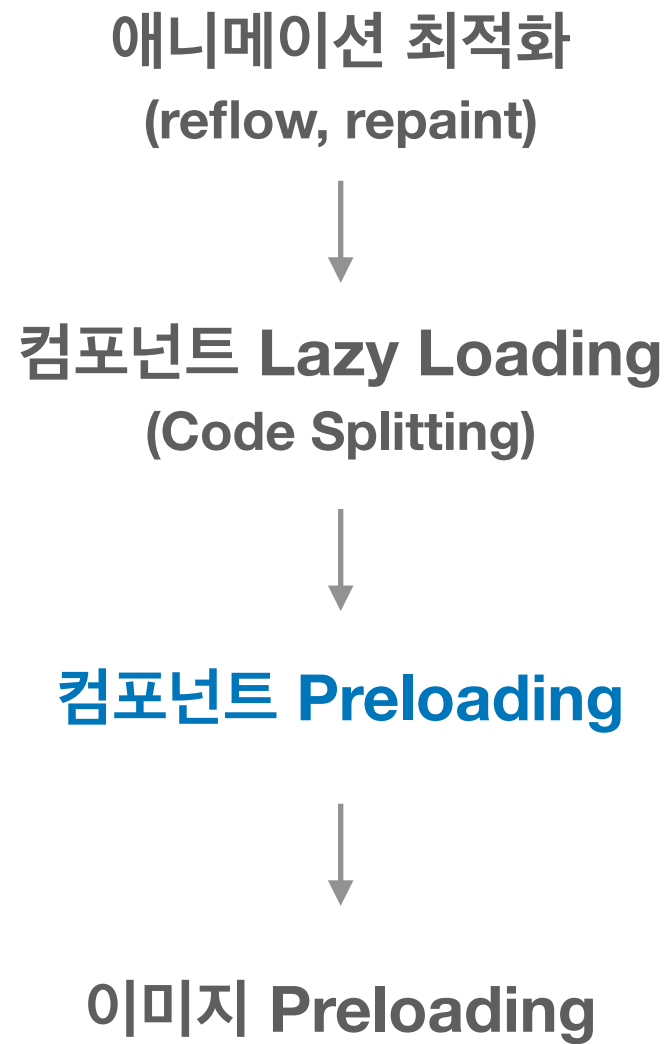 애니메이션 최적화
(reflow, repaint)
컴포넌트 Lazy Loading
(Code Splitting)
컴포넌트 Preloading
이미지 Preloading